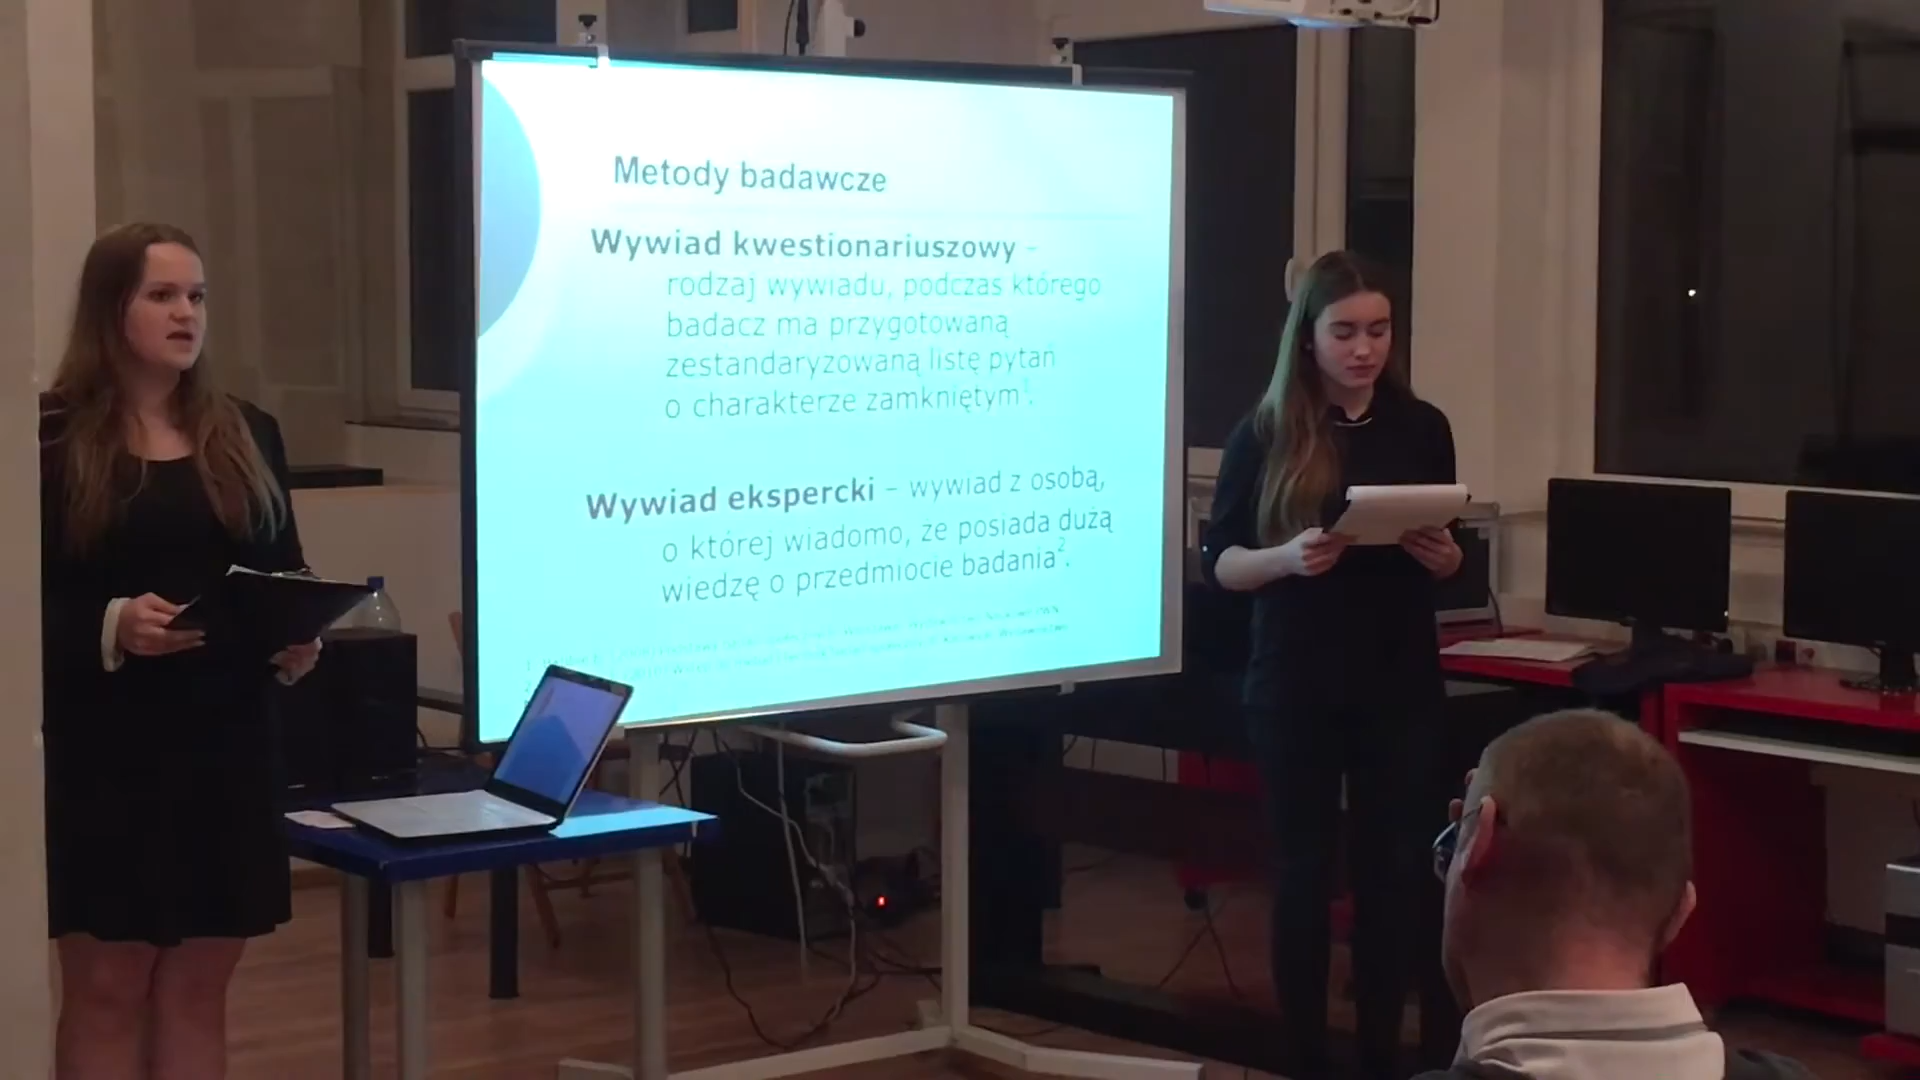 Metody badawcze
Wywiad kwestionariuszowy –
rodzaj wywiadu, podczas którego
badacz ma przygotowaną
zestandaryzowaną listę pytań
o charakterze zamkniętym¹.
Wywiad ekspercki – wywiad z osobą,
o której wiadomo, że posiada dużą
wiedzę o przedmiocie badania².